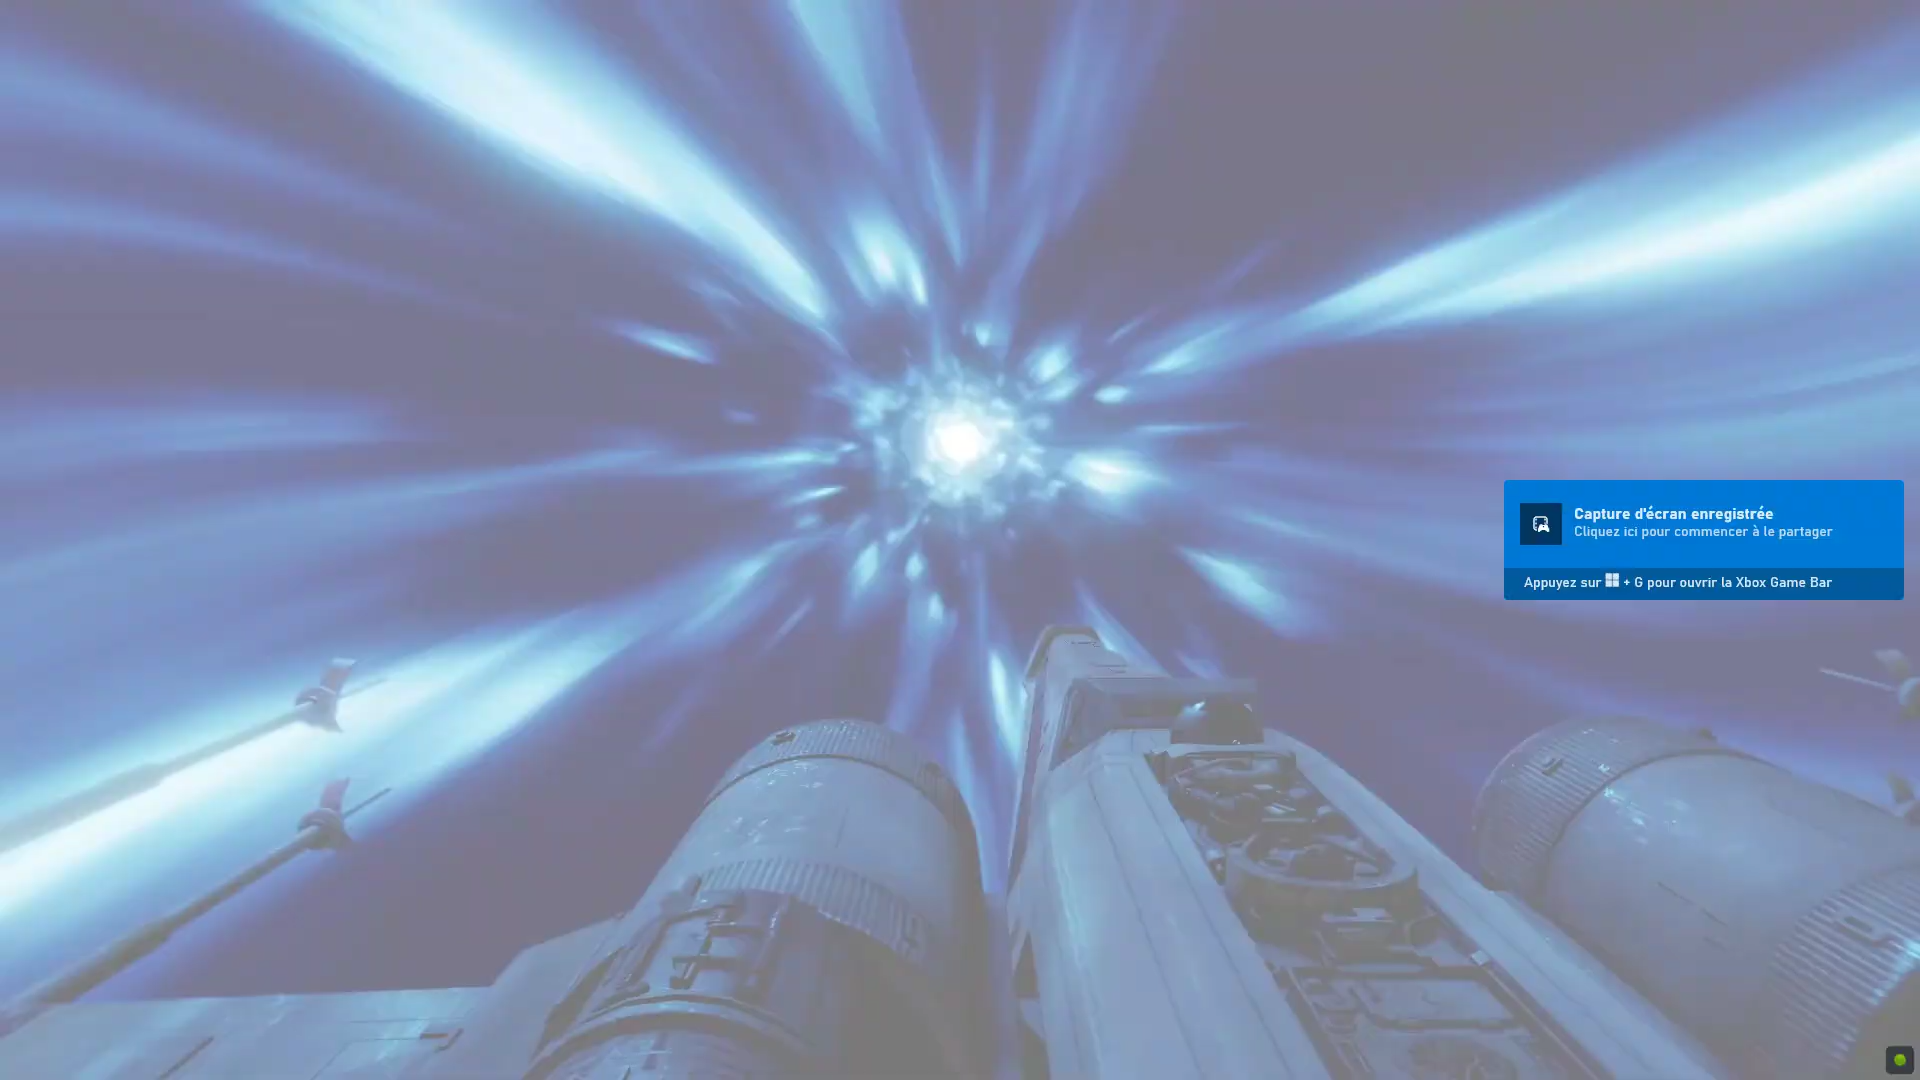 Capture d'écran enregistrée
Cliquez ici pour commencer à le partager
Appuyez sur + G pour ouvrir la Xbox Game Bar